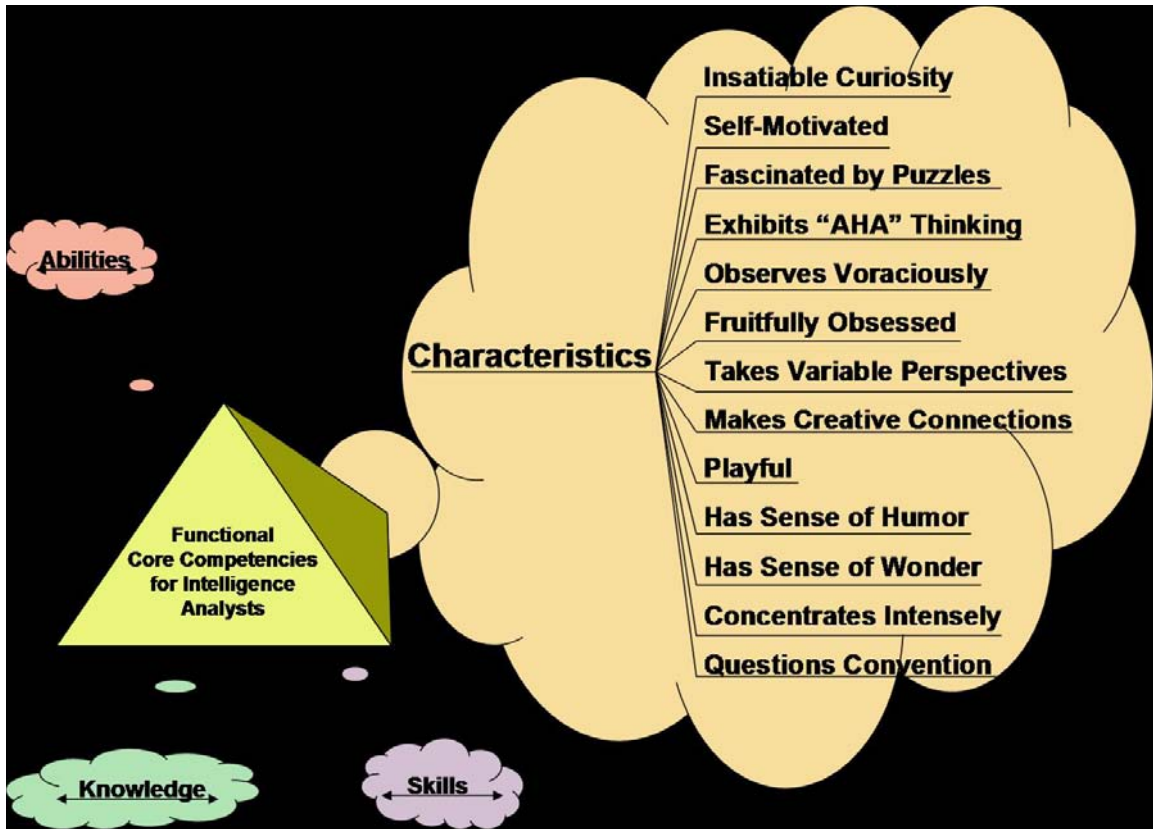 Insatiable Curiosity
Self-Motivated
Fascinated by Puzzles
Exhibits “AHA” Thinking
Observes Voraciously
Fruitfully Obsessed
Characteristics
Takes Variable Perspectives
Makes Creative Connections
Playful
Has Sense of Humor
Has Sense of Wonder
Concentrates Intensely
Questions Convention
Abilities
Functional
Core Competencies
for Intelligence
Analysts
Knowledge
Skills